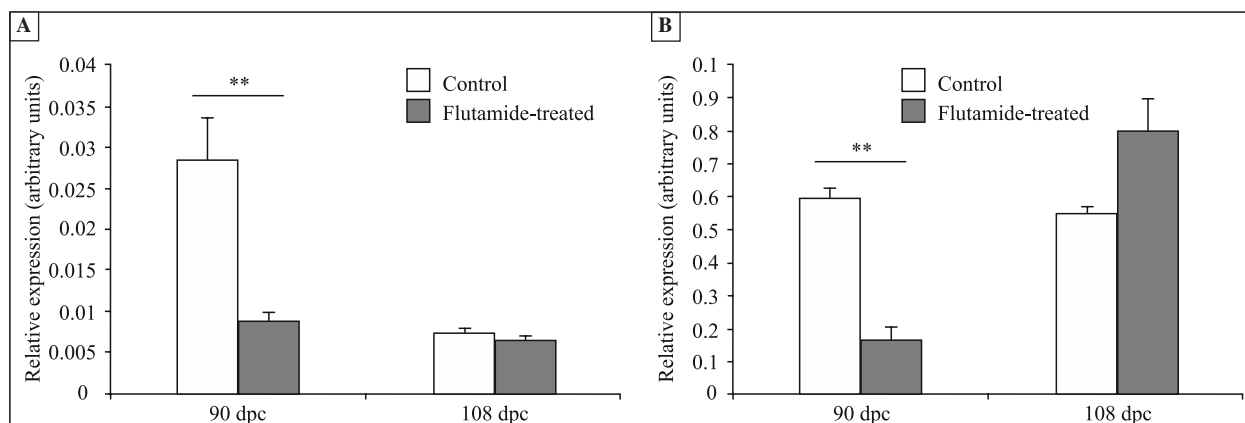 A
Relative expression (arbitrary units)
0.04
0.035
0.03
0.025
0.02
0.015
0.01
0.005
0
**
Control
Flutamide-treated
90 dpc
108 dpc
B
Relative expression (arbitrary units)
0.1
0.9
0.8
0.7
0.6
0.5
0.4
0.3
0.2
0.1
0
**
Control
Flutamide-treated
90 dpc
108 dpc